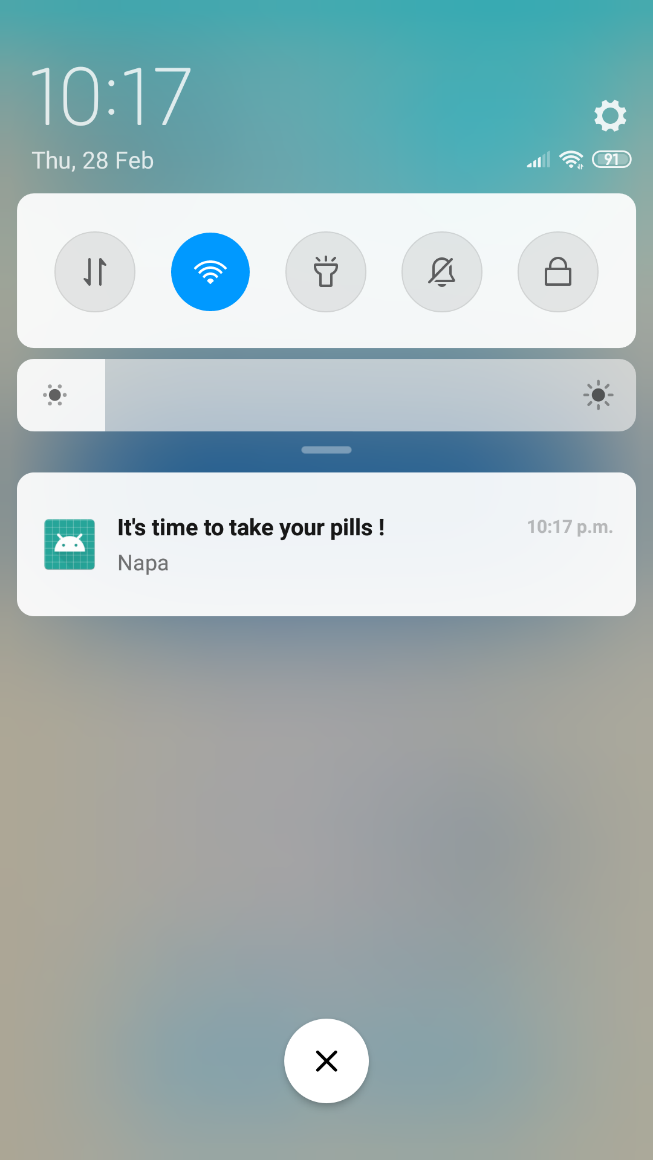 10:17
Thu, 28 Feb
91
It's time to take your pills !
10:17 p.m.
Napa